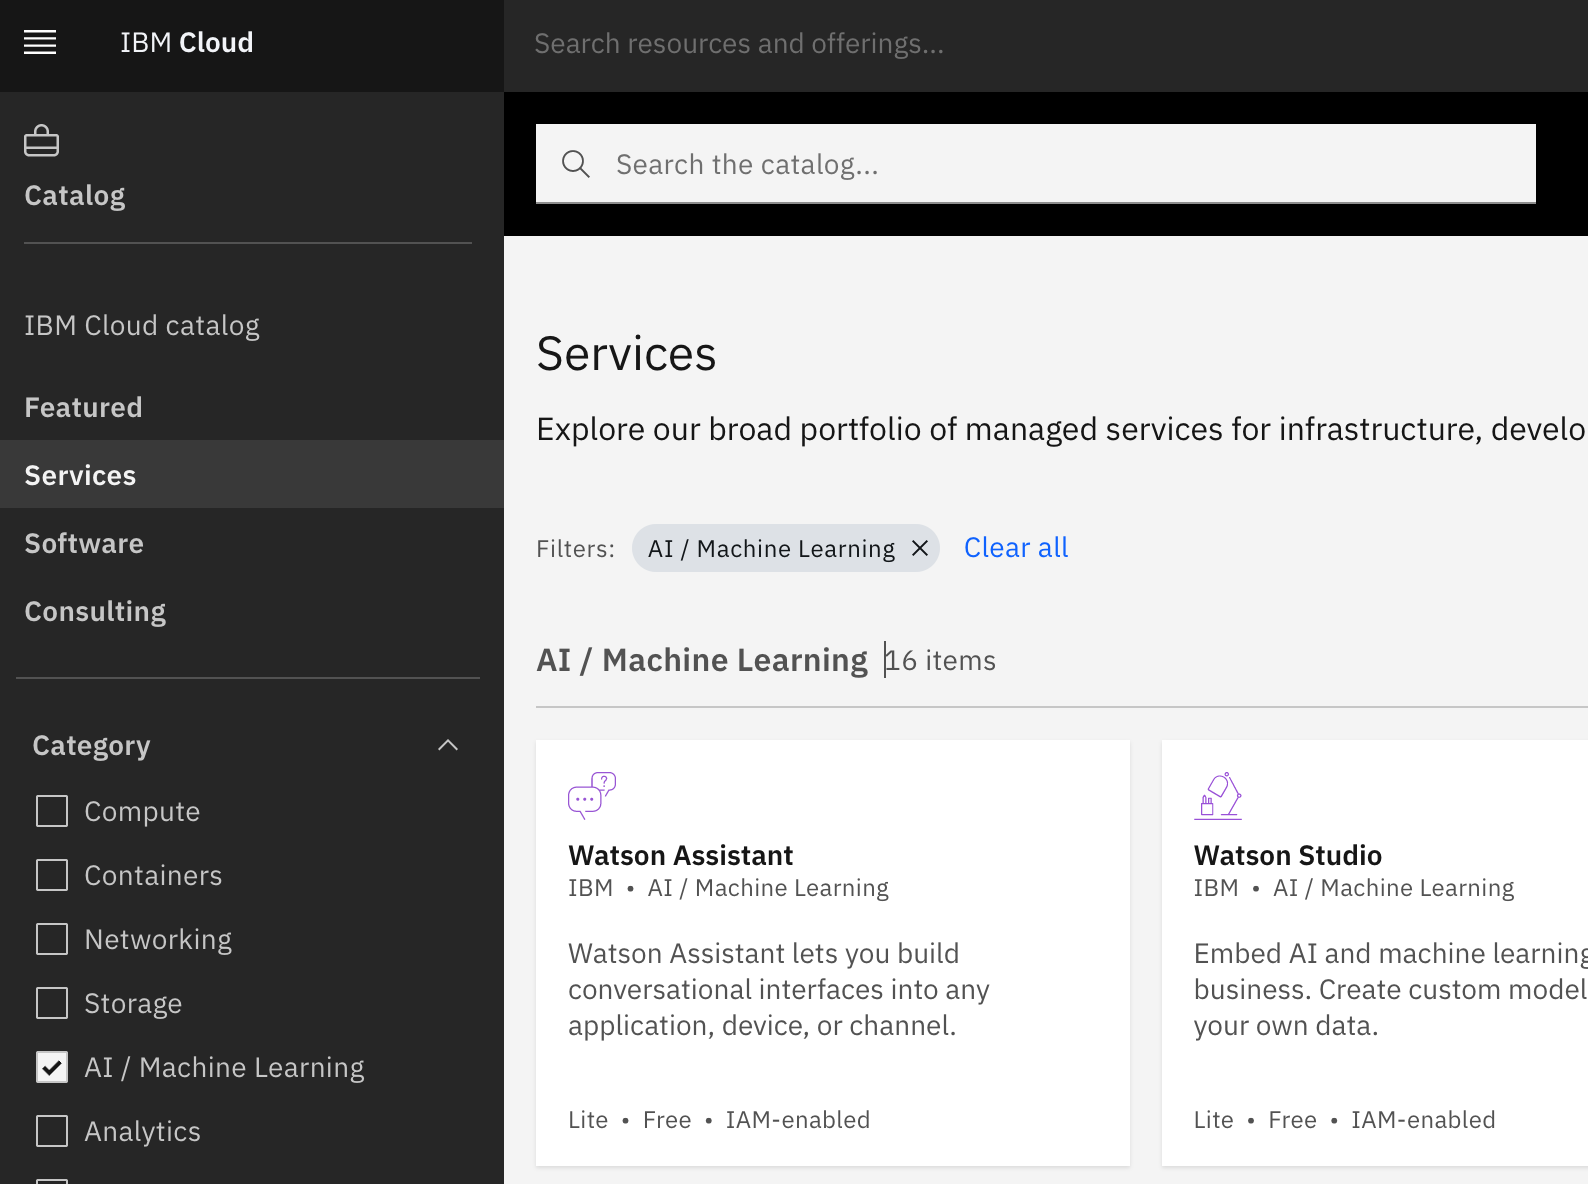 IBM Cloud
Search resources and offerings...
Catalog
IBM Cloud catalog
Featured
Services
Software
Consulting
Category
Compute
Containers
Networking
Storage
AI / Machine Learning
Analytics
Search the catalog...
Services
Explore our broad portfolio of managed services for infrastructure, develo
Filters: AI / Machine Learning Clear all
AI / Machine Learning 16 items
Watson Assistant
IBM • AI / Machine Learning
Watson Assistant lets you build
conversational interfaces into any
application, device, or channel.
Lite • Free • IAM-enabled
Watson Studio
IBM • AI / Machine Learning
Embed AI and machine learning
business. Create custom model
your own data.
Lite • Free • IAM-enabled